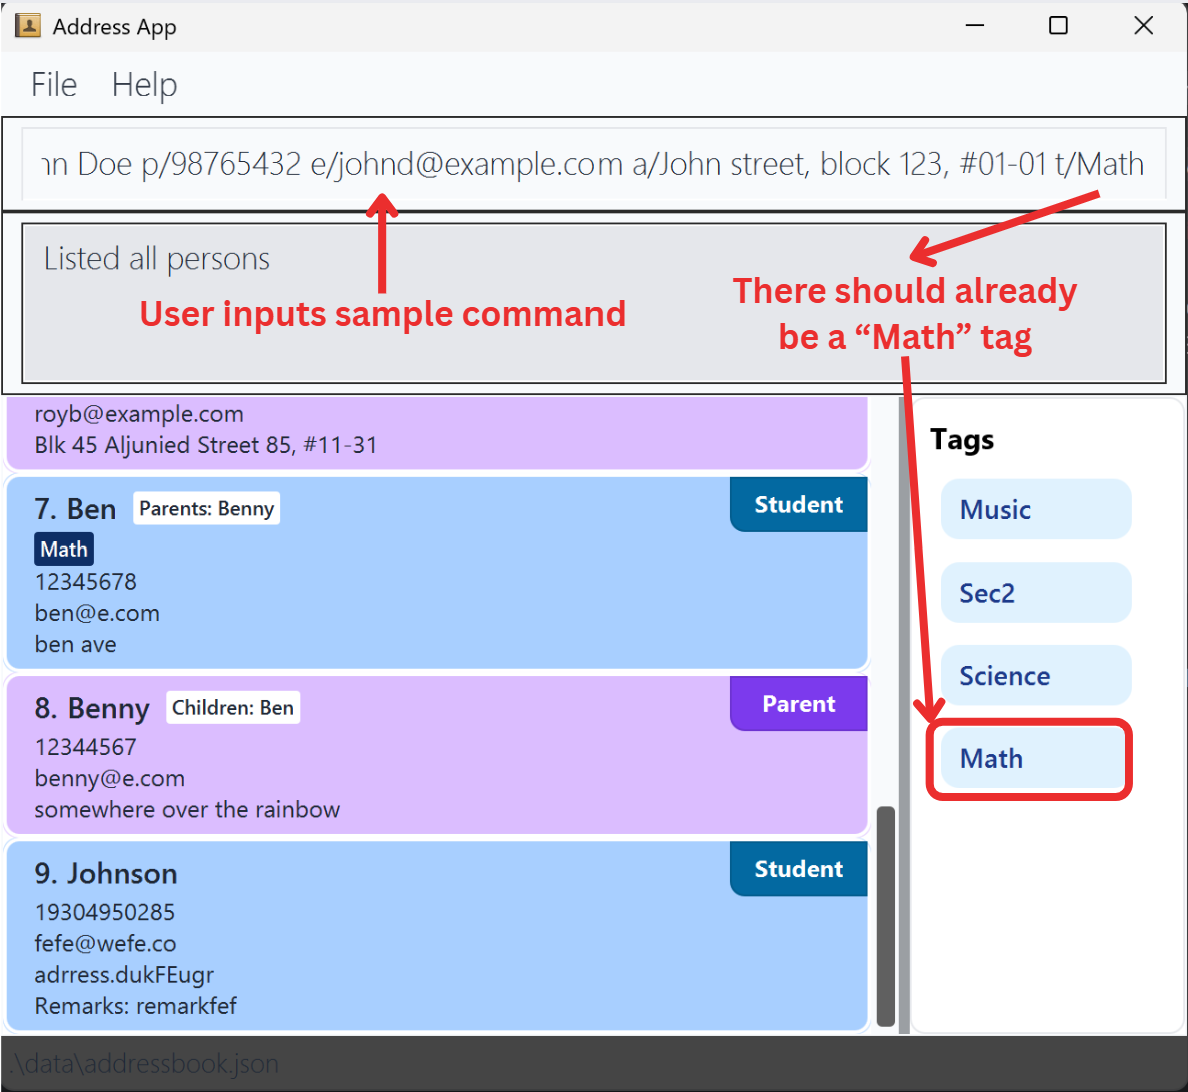 Address App
File Help
Doe p/98765432 e/johnd@example.com a/John street, block 123, #01-01 t/Math
Listed all persons
User inputs sample command
There should already
be a “Math” tag
royb@example.com
Blk 45 Aljunied Street 85, #11-31
7. Ben Parents: Benny
Student
Math
12345678
ben@e.com
ben ave
8. Benny Children: Ben
Parent
12344567
benny@e.com
somewhere over the rainbow
9. Johnson
Student
19304950285
fefe@wefe.co
adrress.dukFEugr
Remarks: remarkfef
Tags
Music
Sec2
Science
Math
.\data\addressbook.json